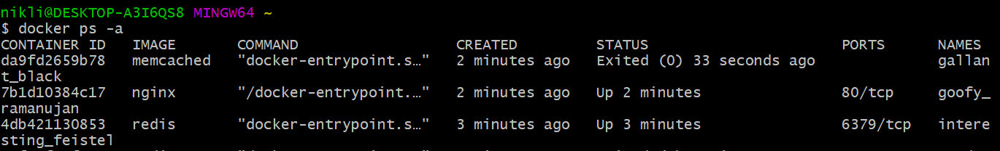 nikli@DESKTOP-A3I6QS8 MINGW64 ~
$ docker ps -a
CONTAINER ID   IMAGE       COMMAND                  CREATED         STATUS                      PORTS      NAMES
da9fd2659b78   memcached   "docker-entrypoint.s…"   2 minutes ago   Exited (0) 33 seconds ago              gallan
t_black
7b1d10384c17   nginx       "/docker-entrypoint.…"   2 minutes ago   Up 2 minutes                80/tcp     goofy_
ramanujan
4db421130853   redis       "docker-entrypoint.s…"   3 minutes ago   Up 3 minutes                6379/tcp   intere
sting_feistel